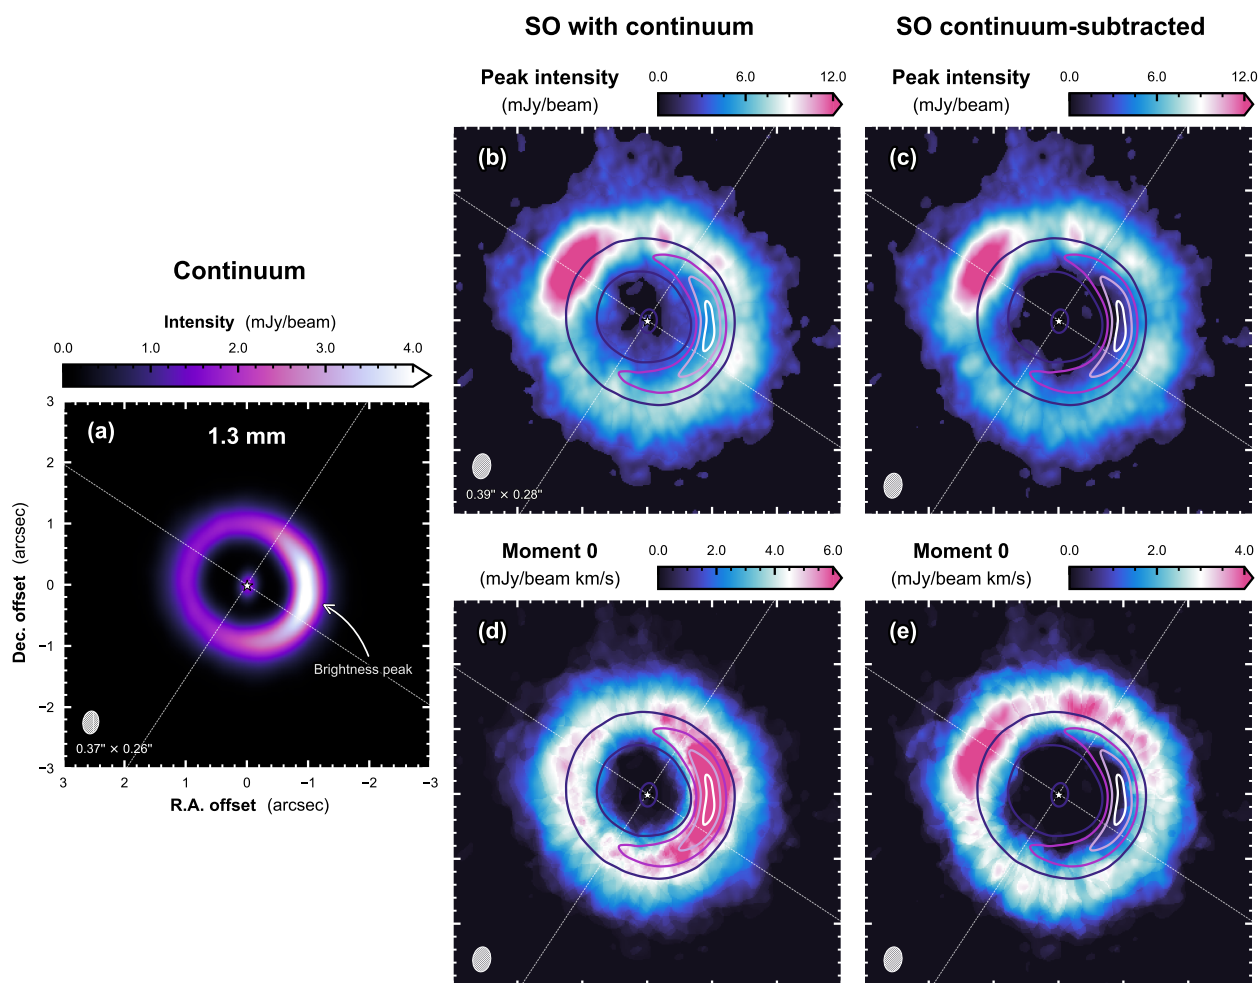 SO with continuum
SO continuum-subtracted
Peak intensity
(mJy/beam)
0.0 6.0 12.0
Peak intensity
(mJy/beam)
0.0 6.0 12.0
(b)
(c)
Continuum
Intensity (mJy/beam)
0.0 1.0 2.0 3.0 4.0
(a)
1.3 mm
3
2
1
0
−1
−2
−3
Dec. offset (arcsec)
Brightness peak
0.37" × 0.26"
3 2 1 0 −1 −2 −3
R.A. offset (arcsec)
0.39" × 0.28"
Moment 0
(mJy/beam km/s)
0.0 2.0 4.0 6.0
Moment 0
(mJy/beam km/s)
0.0 2.0 4.0
(d)
(e)